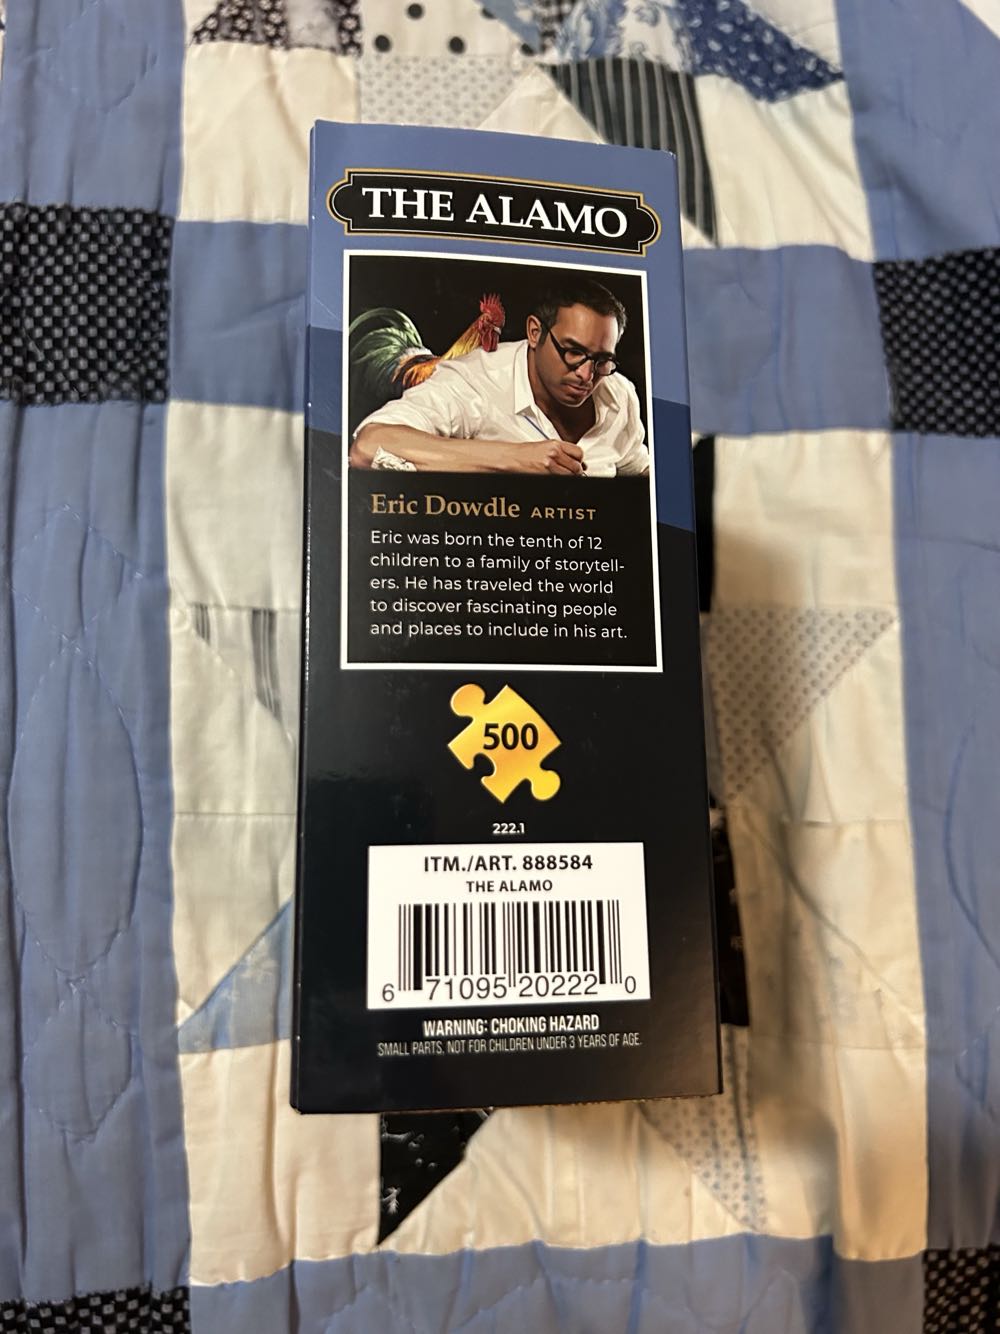 THE ALAMO
Eric Dowdle ARTIST
Eric was born the tenth of 12
children to a family of storytell-
ers. He has traveled the world
to discover fascinating people
and places to include in his art.
500
222.1
ITM./ART. 888584
THE ALAMO
6 71095 20222 0
WARNING: CHOKING HAZARD
SMALL PARTS. NOT FOR CHILDREN UNDER 3 YEARS OF AGE.